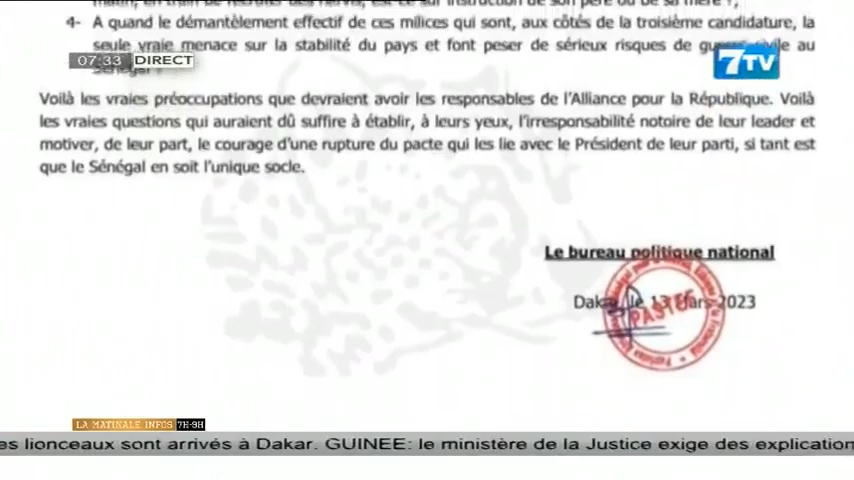 4- A quand le démantèlement effectif de ces milices qui sont, aux côtés de la troisième candidature, la
seule vraie menace sur la stabilité du pays et font peser de sérieux risques de guerre civile au
Sénégal ?
07:33 DIRECT
7TV
Voilà les vraies préoccupations que devraient avoir les responsables de l'Alliance pour la République. Voilà
les vraies questions qui auraient dû suffire à établir, à leurs yeux, l'irresponsabilité notoire de leur leader et
motiver, de leur part, le courage d'une rupture du pacte qui les lie avec le Président de leur parti, si tant est
que le Sénégal en soit l'unique socle.
Le bureau politique national
Dakar, le 13 Mars 2023
PASTEF
LA MATINALE INFOS 7H-9H
es lionceaux sont arrivés à Dakar. GUINEE: le ministère de la Justice exige des explication